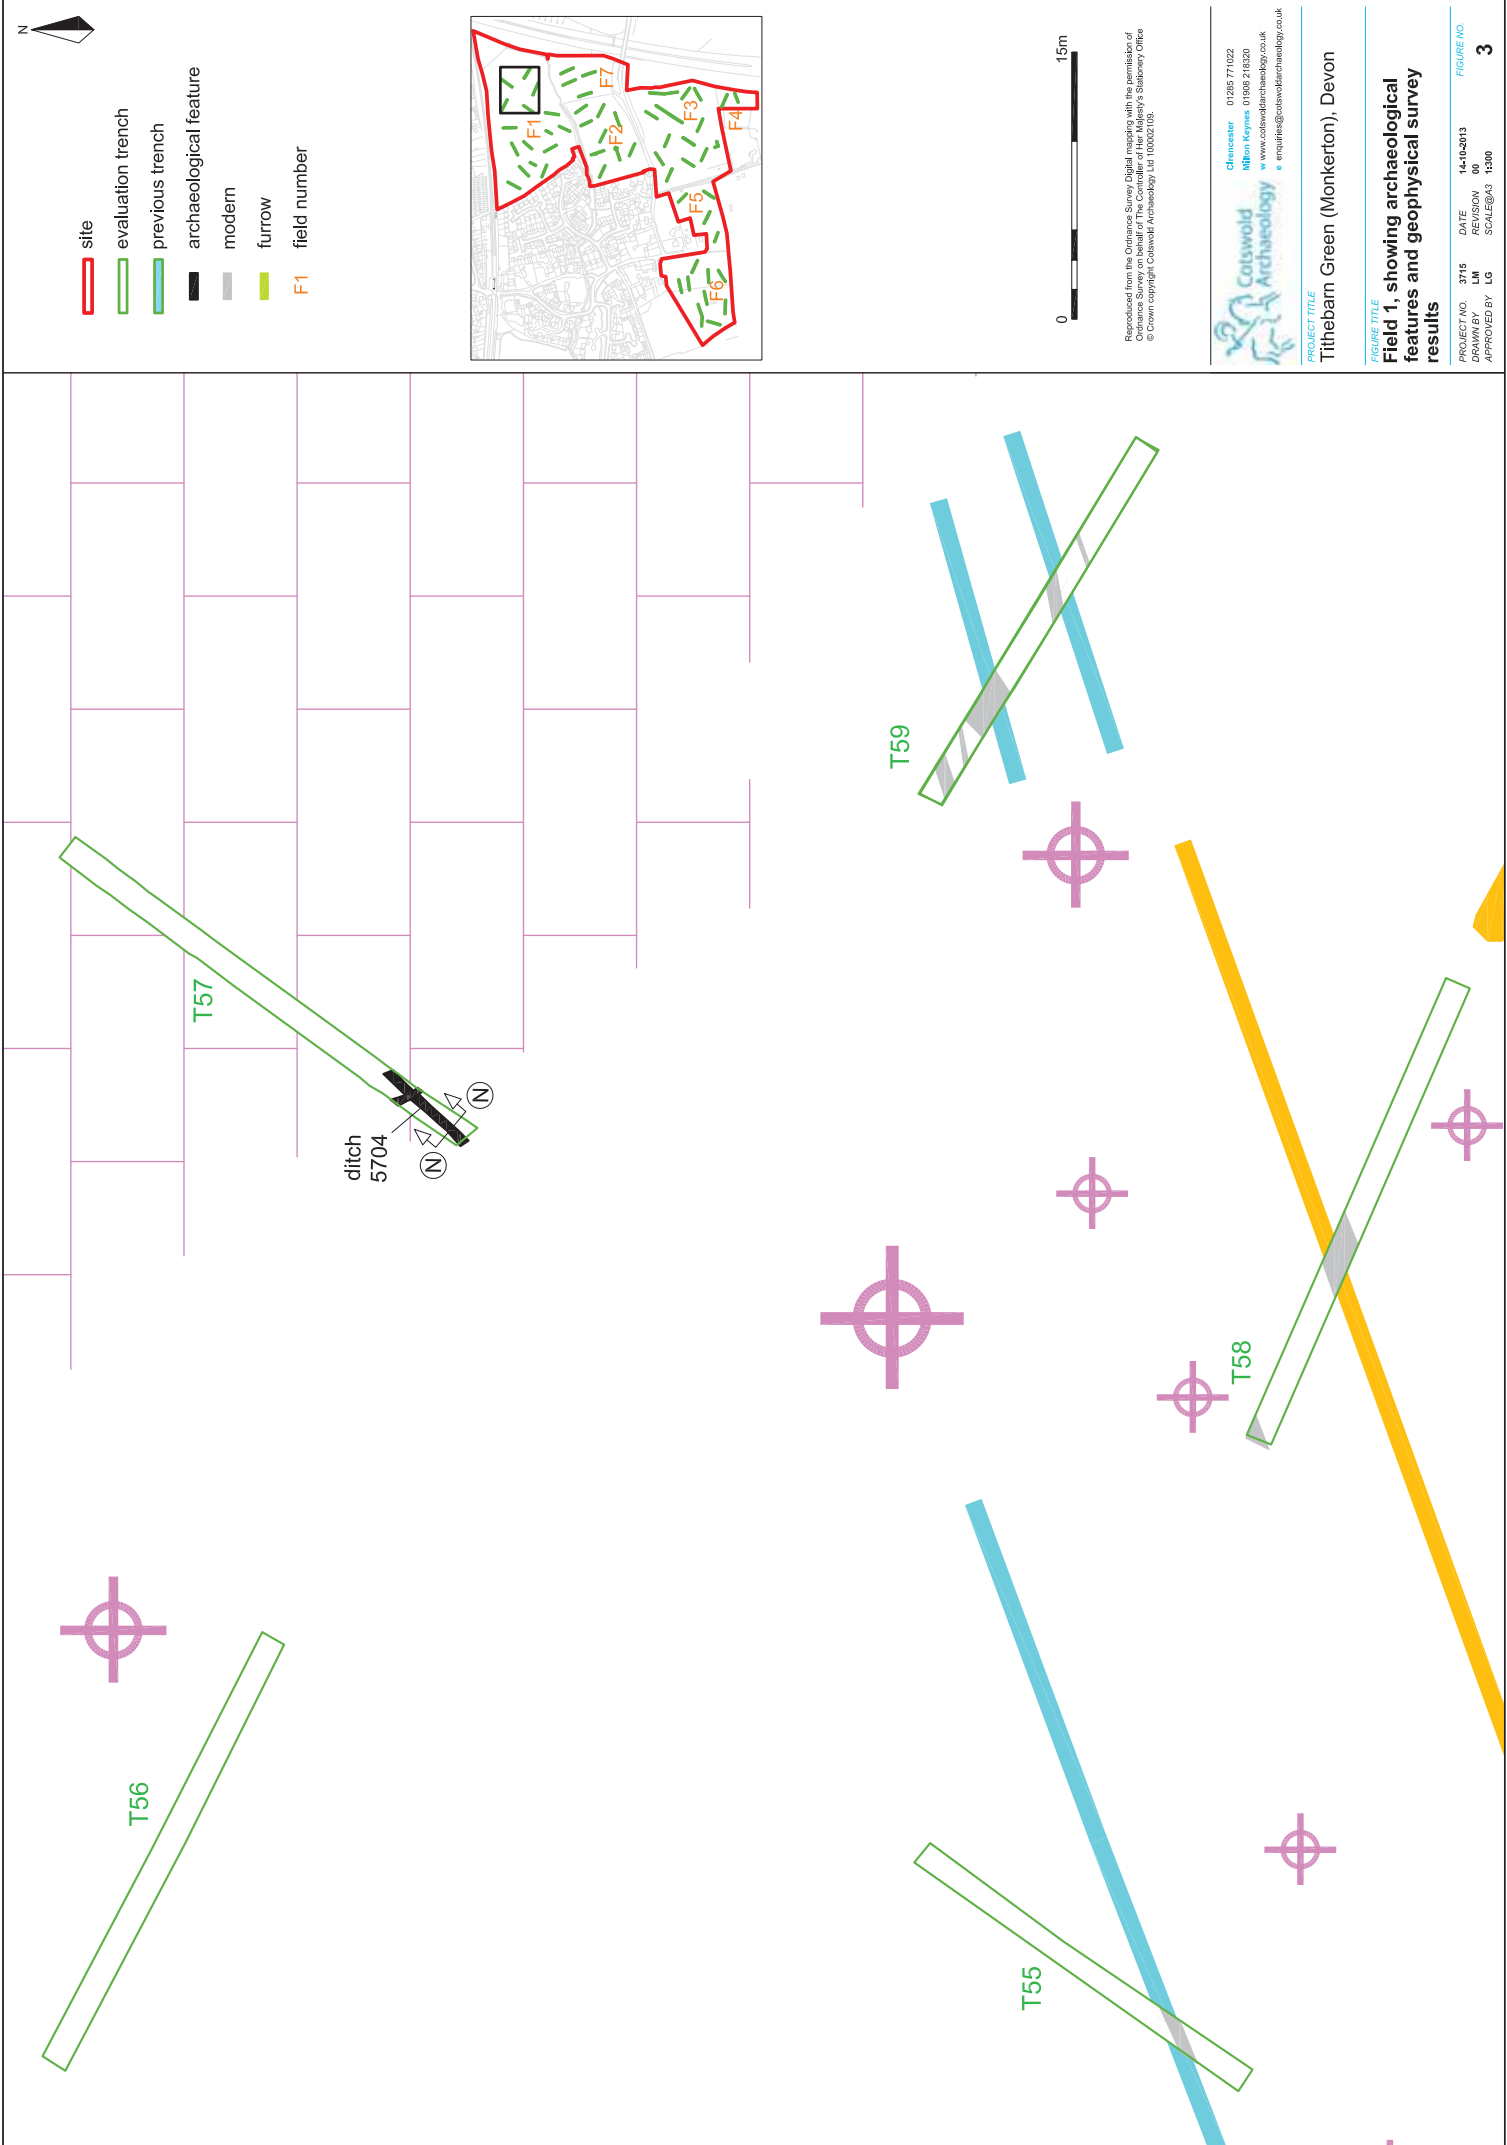 N
site
evaluation trench
previous trench
archaeological feature
modern
furrow
F1 field number
F1
F2
F3
F4
F5
F6
F7
0 15m
Reproduced from the Ordnance Survey Digital mapping with the permission of
Ordnance Survey on behalf of The Controller of Her Majesty's Stationery Office
© Crown copyright Cotswold Archaeology Ltd 100002109.
Cotswold
Archaeology
Cirencester 01285 771022
Milton Keynes 01908 218320
w www.cotswoldarchaeology.co.uk
e enquiries@cotswoldarchaeology.co.uk
PROJECT TITLE
Tithebarn Green (Monkerton), Devon
FIGURE TITLE
Field 1, showing archaeological
features and geophysical survey
results
PROJECT NO. 3715 DATE 14-10-2013 FIGURE NO.
DRAWN BY LM REVISION 00
APPROVED BY LG SCALE@A3 1:300 3
T57
ditch
5704
N
N
T59
T58
T56
T55